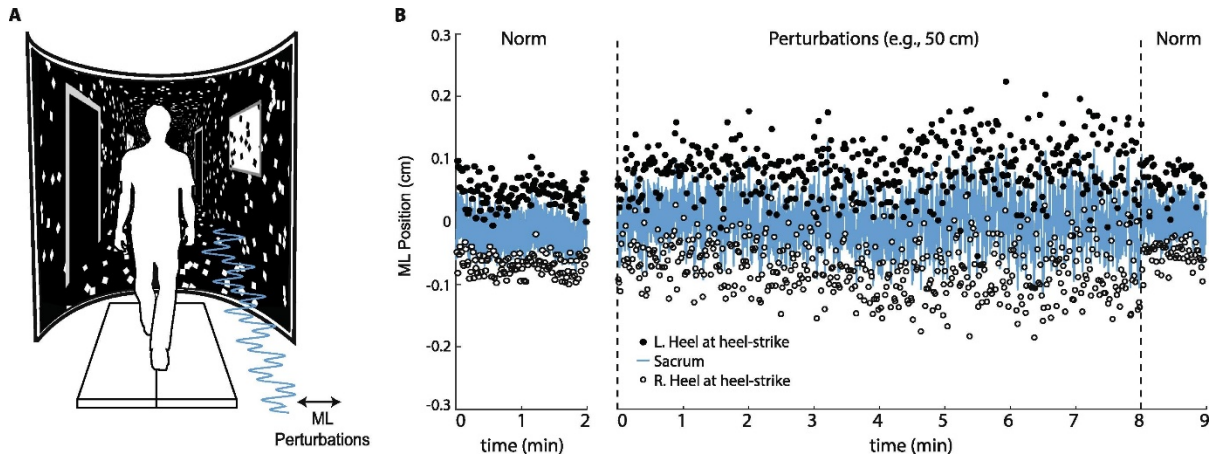 A
ML
Perturbations
B
Norm
Perturbations (e.g., 50 cm)
Norm
ML Position (cm)
0.3
0.2
0.1
0
-0.1
-0.2
-0.3
L. Heel at heel-strike
Sacrum
R. Heel at heel-strike
0 1 2
0 1 2 3 4 5 6 7 8 9
time (min)
time (min)